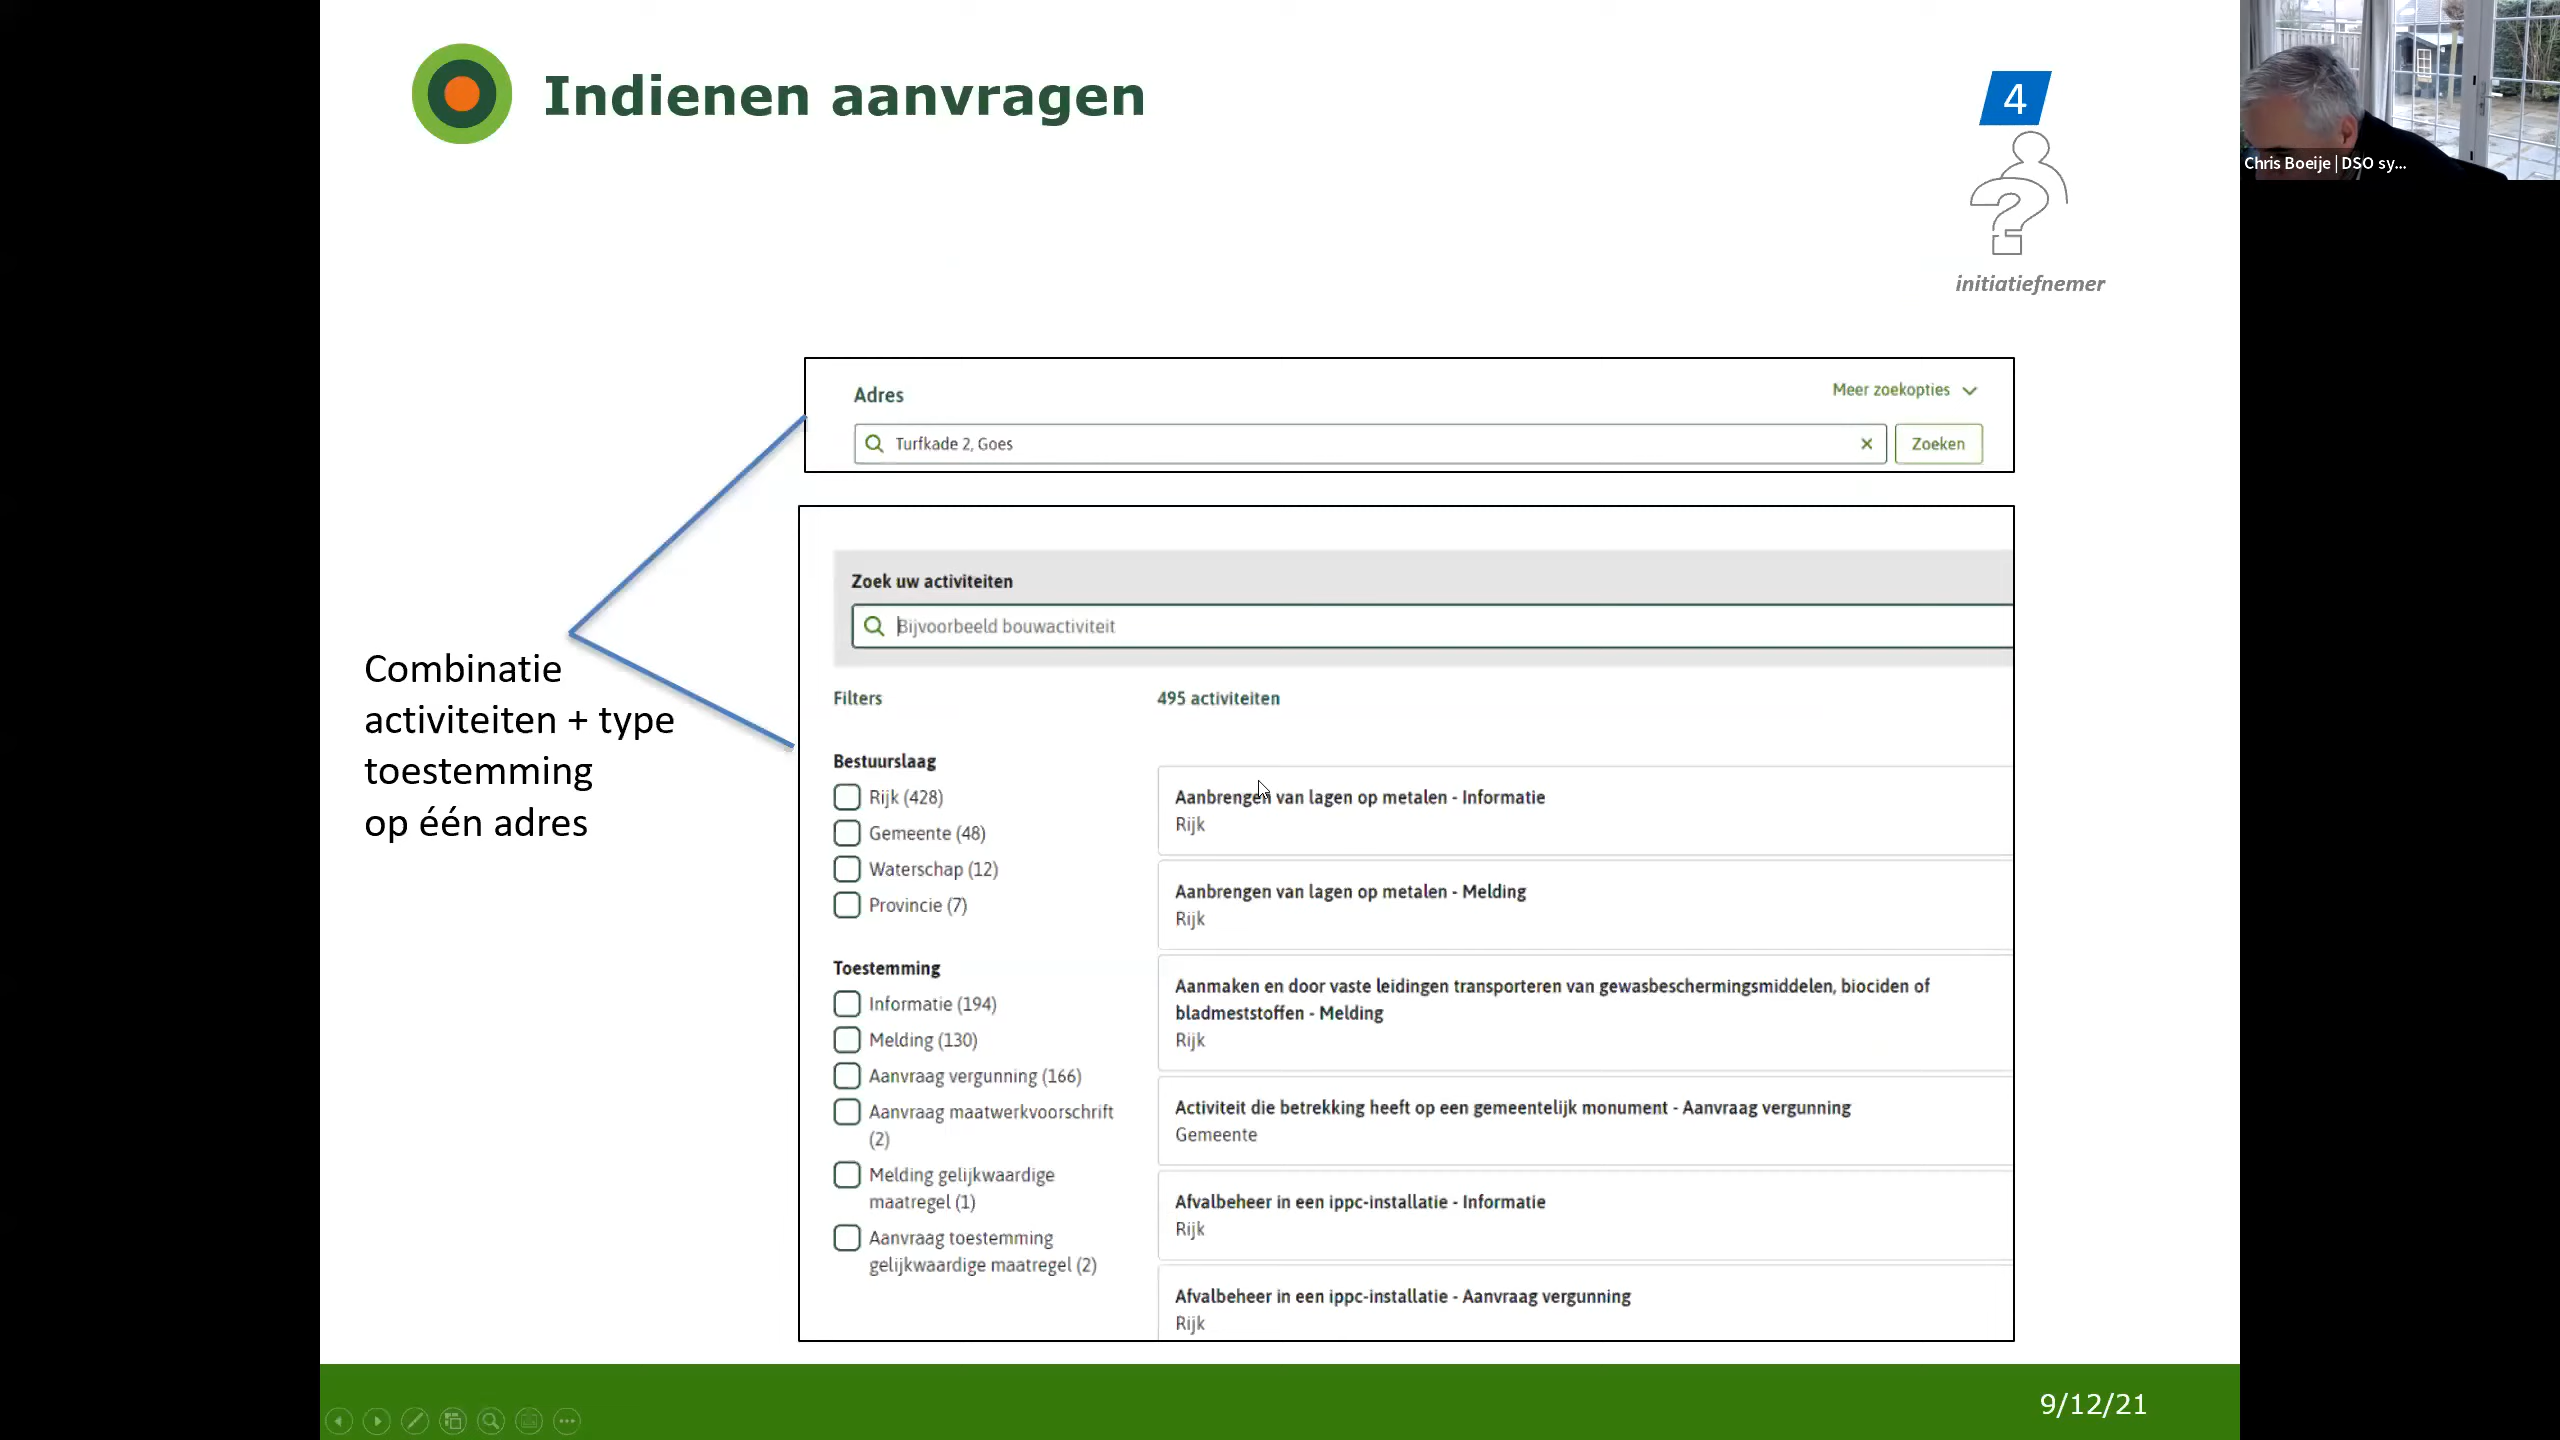 Indienen aanvragen
4
Chris Boeije | DSO sy...
initiatiefnemer
Adres
Meer zoekopties
Turfkade 2, Goes
Zoeken
Zoek uw activiteiten
Bijvoorbeeld bouwactiviteit
Combinatie
activiteiten + type
toestemming
op één adres
Filters
495 activiteiten
Bestuurslaag
Rijk (428)
Gemeente (48)
Waterschap (12)
Provincie (7)
Toestemming
Informatie (194)
Melding (130)
Aanvraag vergunning (166)
Aanvraag maatwerkvoorschrift
(2)
Melding gelijkwaardige
maatregel (1)
Aanvraag toestemming
gelijkwaardige maatregel (2)
Aanbrengen van lagen op metalen - Informatie
Rijk
Aanbrengen van lagen op metalen - Melding
Rijk
Aanmaken en door vaste leidingen transporteren van gewasbeschermingsmiddelen, biociden of
bladmeststoffen - Melding
Rijk
Activiteit die betrekking heeft op een gemeentelijk monument - Aanvraag vergunning
Gemeente
Afvalbeheer in een ippc-installatie - Informatie
Rijk
Afvalbeheer in een ippc-installatie - Aanvraag vergunning
Rijk
9/12/21